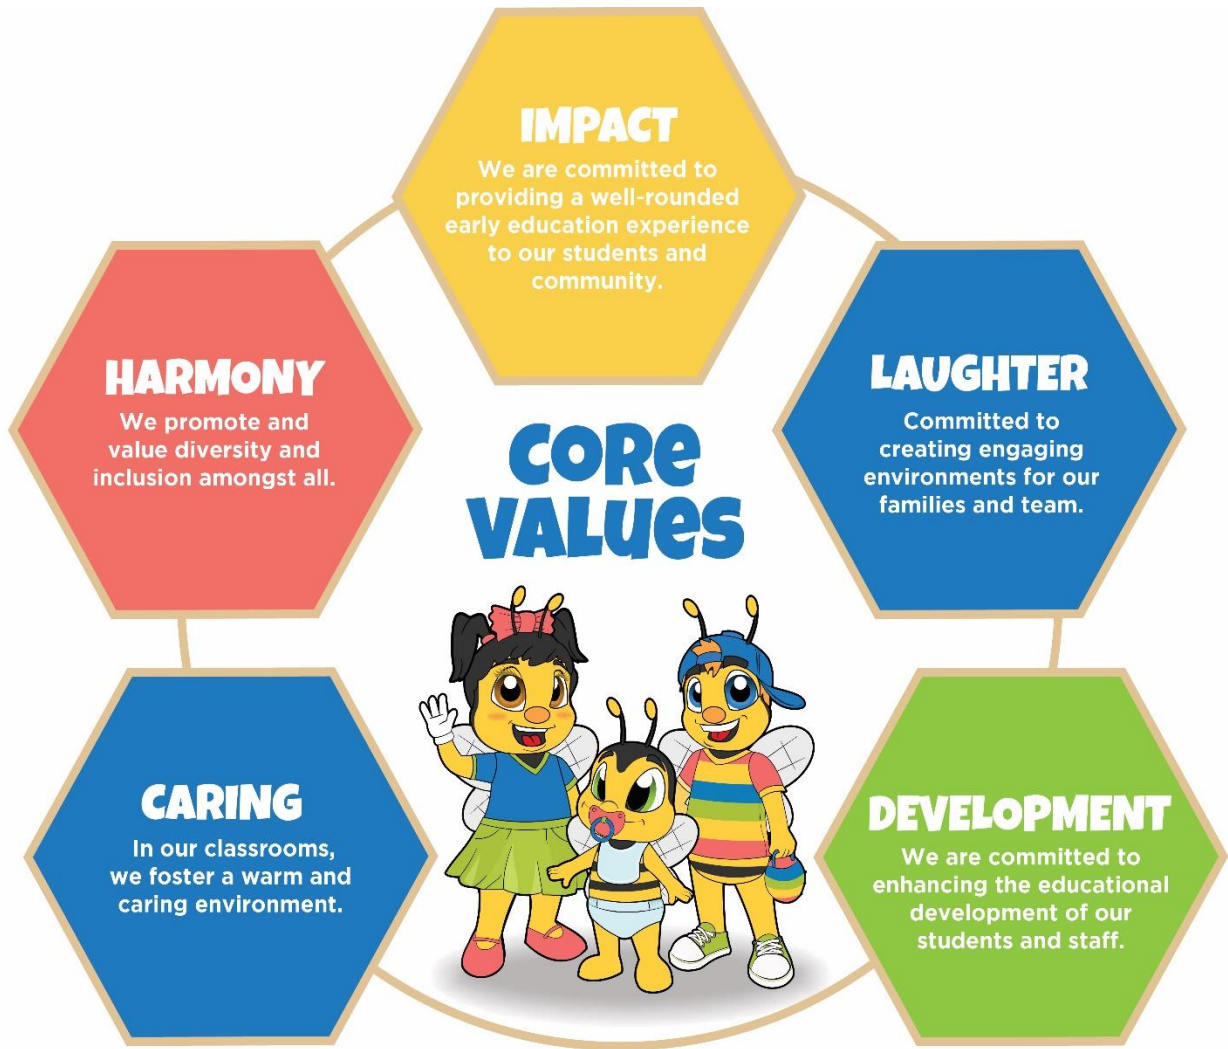 IMPACT
We are committed to
providing a well-rounded
early education experience
to our students and
community.
HARMONY
We promote and
value diversity and
inclusion amongst all.
LAUGHTER
Committed to
creating engaging
environments for our
families and team.
CORe
VALUeS
CARING
In our classrooms,
we foster a warm and
caring environment.
DEVELOPMENT
We are committed to
enhancing the educational
development of our
students and staff.